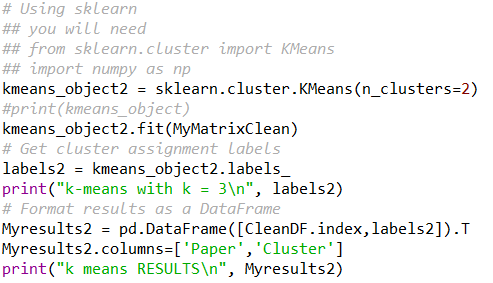 # Using sklearn
## you will need
## from sklearn.cluster import KMeans
## import numpy as np
kmeans_object2 = sklearn.cluster.KMeans(n_clusters=2)
#print(kmeans_object)
kmeans_object2.fit(MyMatrixClean)
# Get cluster assignment labels
labels2 = kmeans_object2.labels_
print("k-means with k = 3\n", labels2)
# Format results as a DataFrame
Myresults2 = pd.DataFrame([CleanDF.index,labels2]).T
Myresults2.columns=['Paper','Cluster']
print("k means RESULTS\n", Myresults2)